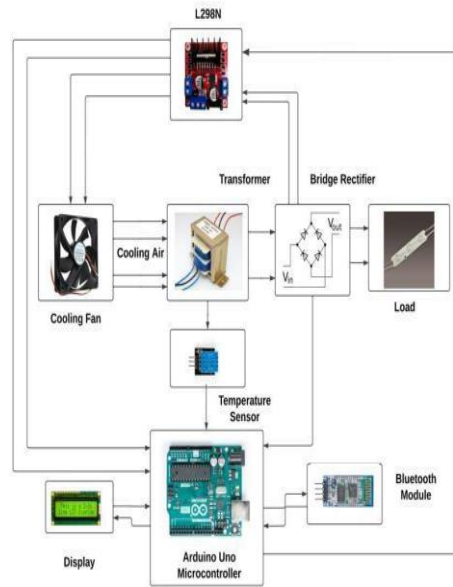 L298N
Transformer
Bridge Rectifier
Vout
Vin
Cooling Air
Cooling Fan
Load
Temperature
Sensor
Bluetooth
Module
Display
Arduino Uno
Microcontroller